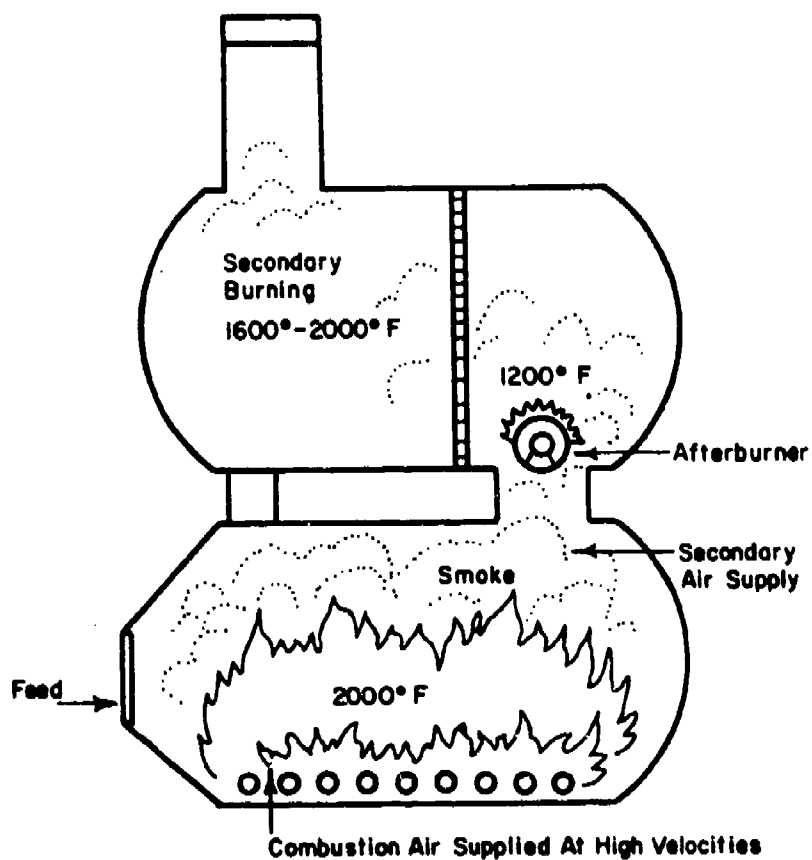 Secondary
Burning
1600°-2000° F
1200° F
Afterburner
Secondary
Air Supply
Smoke
Feed
2000° F
Combustion Air Supplied At High Velocities